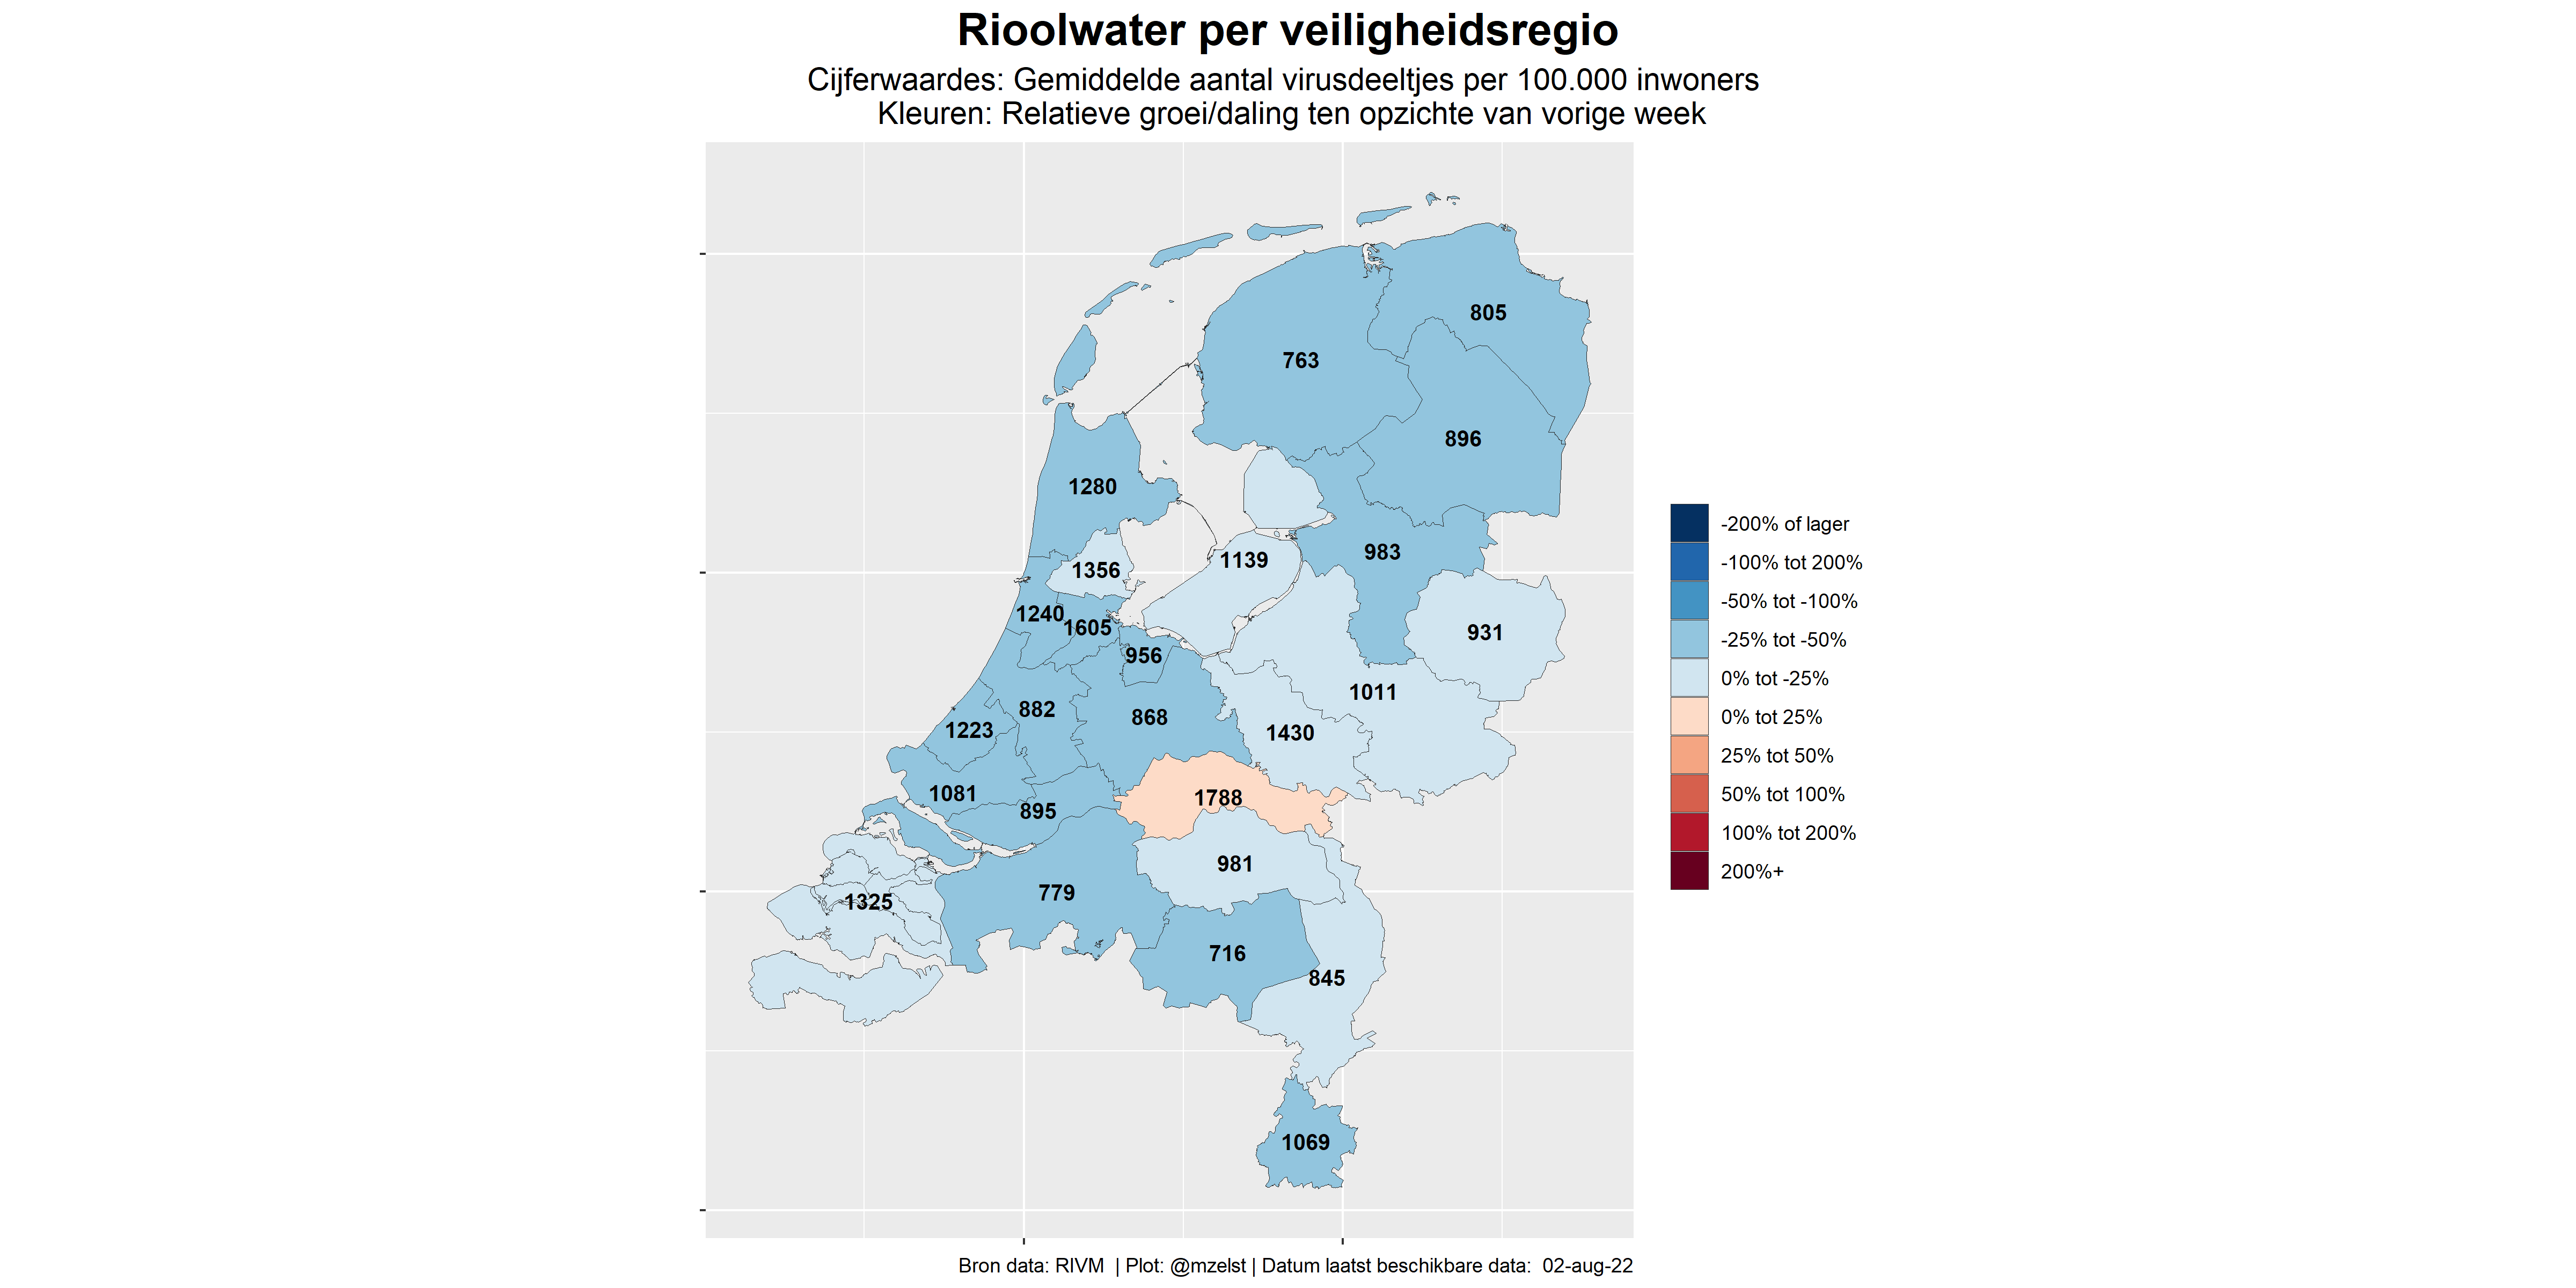 Rioolwater per veiligheidsregio
Cijferwaardes: Gemiddelde aantal virusdeeltjes per 100.000 inwoners
Kleuren: Relatieve groei/daling ten opzichte van vorige week
805
763
896
1280
983
1139
1356
1240
1605
931
956
1011
882
868
1223
1430
1081
1788
895
981
779
1325
716
845
1069
-200% of lager
-100% tot 200%
-50% tot -100%
-25% tot -50%
0% tot -25%
0% tot 25%
25% tot 50%
50% tot 100%
100% tot 200%
200%+
Bron data: RIVM | Plot: @mzelst | Datum laatst beschikbare data: 02-aug-22